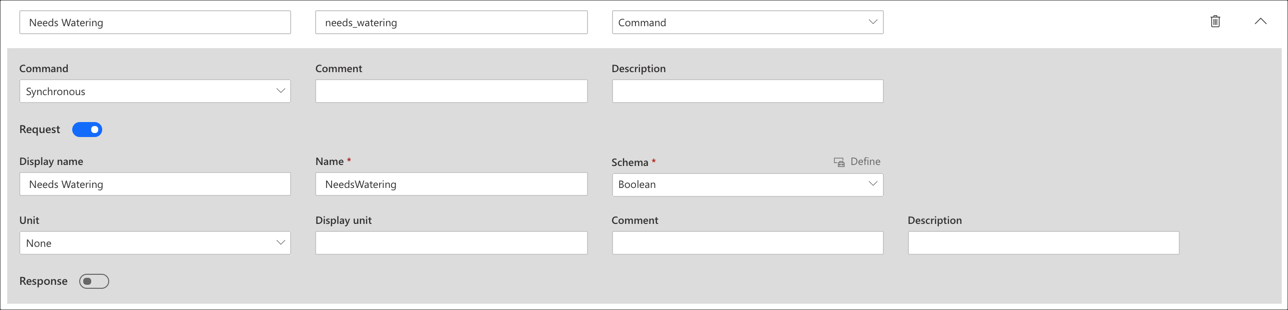 Needs Watering needs_watering Command
Command Comment Description
Synchronous
Request
Display name Name * Schema * Define
Needs Watering NeedsWatering Boolean
Unit Display unit Comment Description
None
Response